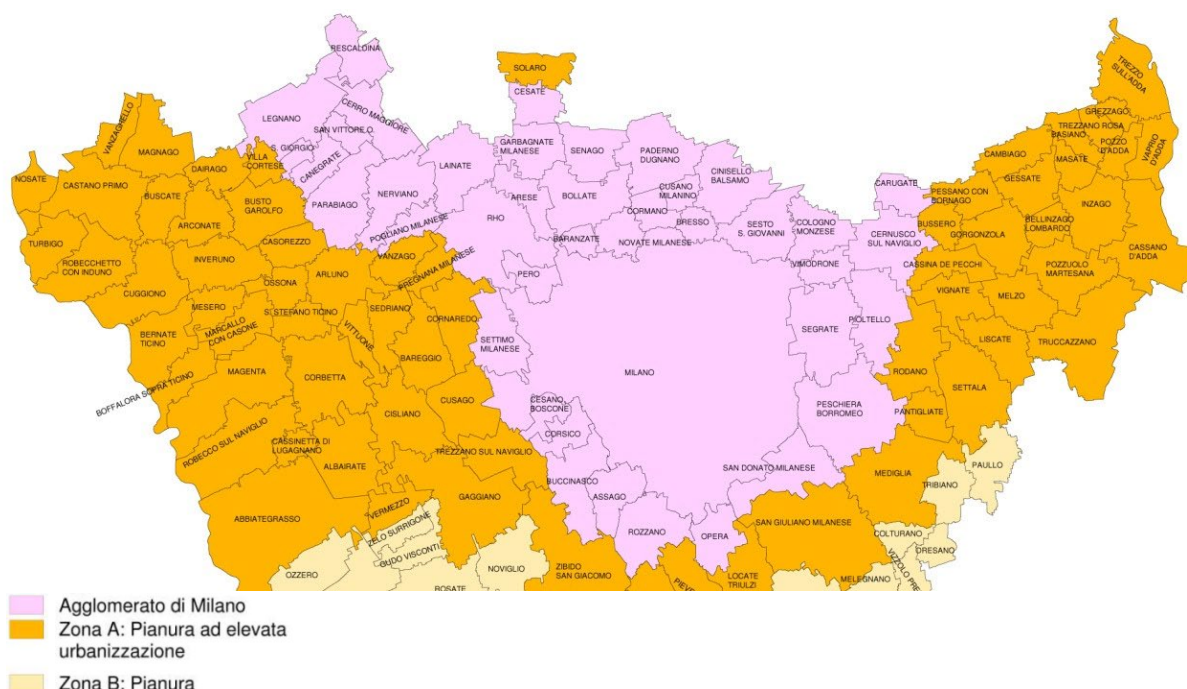 RESCALDINA
SOLARO
TREZZO
SULL'ADDA
CESATE
VANZAGHELLO
LEGNANO
CERRO MAGGIORE
GREZZAGO
MAGNAGO
SAN VITTORE O.
TREZZANO ROSA
BASIANO
POZZO
D'ADDA
VAPRIO
D'ADDA
S. GIORGIO
GARBAGNATE
MILANESE
SENAGO
PADERNO
DUGNANO
CAMBIAGO
MASATE
NOSATE
CASTANO PRIMO
DAIRAGO
VILLA
CORTESE
CANEGRATE
LAINATE
CINISELLO
BALSAMO
GESSATE
BUSCATE
BUSTO
GAROLFO
NERVIANO
ARESE
BOLLATE
CUSANO
MILANINO
CARUGATE
PESSANO CON
BORNAGO
INZAGO
PARABIAGO
RHO
CORMANO
BRESSO
SESTO
S. GIOVANNI
COLOGNO
MONZESE
BUSSERO
BELLINZAGO
LOMBARDO
ARCONATE
POGLIANO MILANESE
CERNUSCO
SUL NAVIGLIO
GORGONZOLA
TURBIGO
CASOREZZO
BARANZATE
NOVATE MILANESE
CASSANO
D'ADDA
ROBECCHETTO
CON INDUNO
INVERUNO
VANZAGO
PREGNANA MILANESE
VIMODRONE
CASSINA DE PECCHI
POZZUOLO
MARTESANA
ARLUNO
PERO
OSSONA
VIGNATE
MELZO
CUGGIONO
MESERO
SEDRIANO
PIOLTELLO
S. STEFANO TICINO
CORNAREDO
BERNATE
TICINO
MARCALLO
CON CASONE
VITTUONE
SETTIMO
MILANESE
SEGRATE
LISCATE
TRUCCAZZANO
BAREGGIO
MAGENTA
CORBETTA
MILANO
RODANO
BOFFALORA SOPRA TICINO
SETTALA
CISLIANO
CUSAGO
CESANO
BOSCONE
PESCHIERA
BORROMEO
PANTIGLIATE
ROBECCO SUL NAVIGLIO
CASSINETTA DI
LUGAGNANO
CORSICO
TREZZANO SUL NAVIGLIO
ALBAIRATE
SAN DONATO MILANESE
PAULLO
MEDIGLIA
GAGGIANO
BUCCINASCO
TRIBIANO
ASSAGO
ABBIATEGRASSO
VERMEZZO
SAN GIULIANO MILANESE
ZELO SURRIGONE
ROZZANO
OPERA
COLTURANO
DRESANO
GUDO VISCONTI
NOVIGLIO
ZIBIDO
SAN GIACOMO
OZZERO
LOCATE
TRIULZI
MELEGNANO
VIZZOLO PRE
ROSATE
PIEVE
Agglomerato di Milano
Zona A: Pianura ad elevata
urbanizzazione
Zona B: Pianura